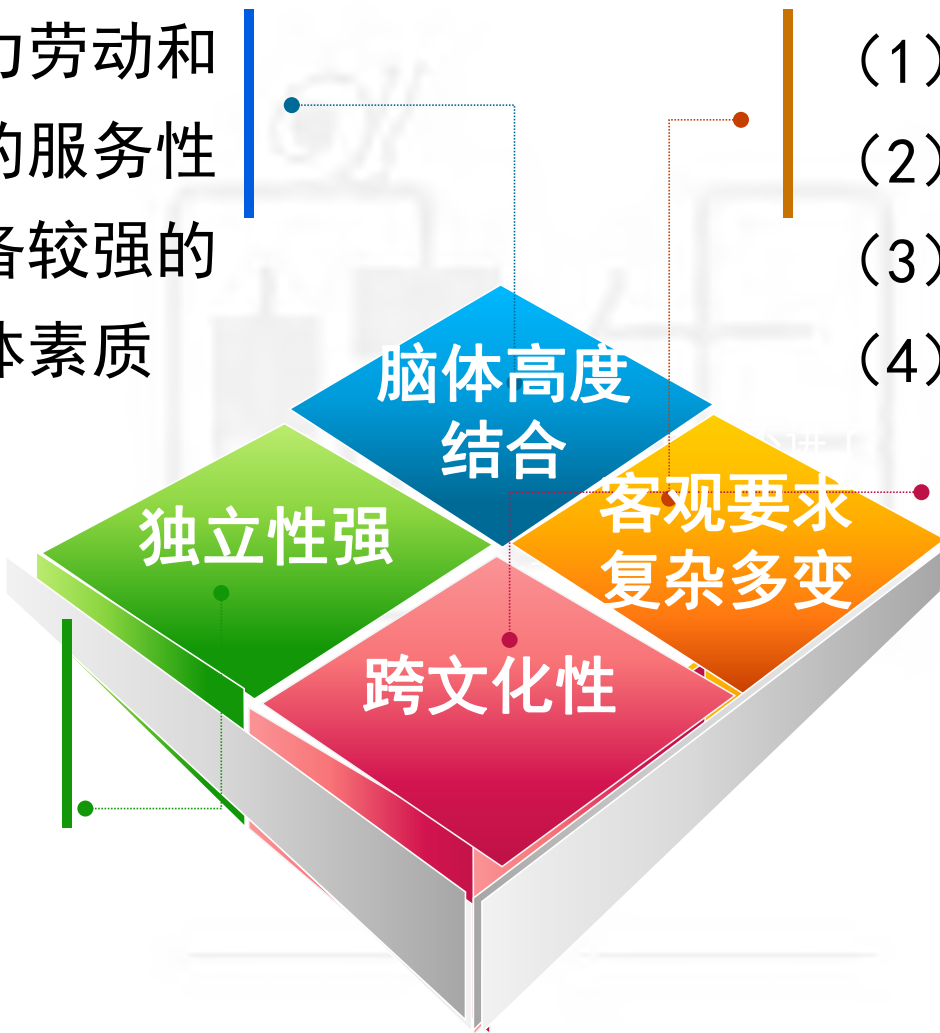 力劳动和
的服务性
备较强的
体素质
（1）
（2）
（3）
（4）
脑体高度
结合
独立性强
客观要求
复杂多变
跨文化性